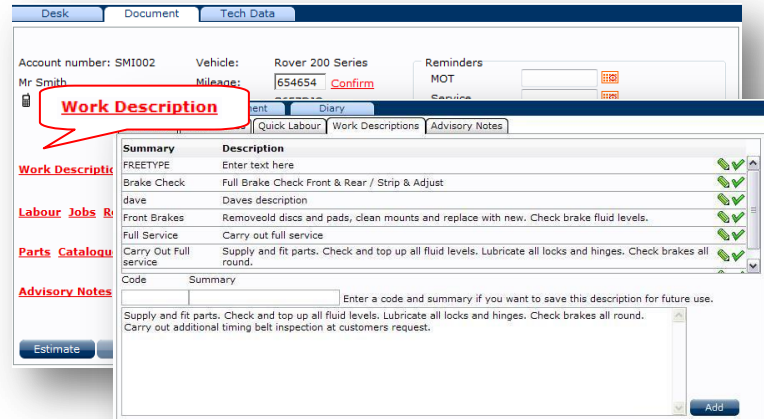 Desk Document Tech Data
Account number: SMI002 Vehicle: Rover 200 Series Reminders
Mr Smith Mileage: 654654 Confirm MOT
Service
Work Description
Diary
Quick Labour Work Descriptions Advisory Notes
Summary Description
FREETYPE Enter text here
Brake Check Full Brake Check Front & Rear / Strip & Adjust
dave Daves description
Front Brakes Removeold discs and pads, clean mounts and replace with new. Check brake fluid levels.
Full Service Carry out full service
Carry Out Full Supply and fit parts. Check and top up all fluid levels. Lubricate all locks and hinges. Check brakes all
service round.
Work Descriptio
Labour Jobs
Parts Catalogu
Advisory Notes
Estimate
Code Summary
Enter a code and summary if you want to save this description for future use.
Supply and fit parts. Check and top up all fluid levels. Lubricate all locks and hinges. Check brakes all round.
Carry out additional timing belt inspection at customers request.
Add